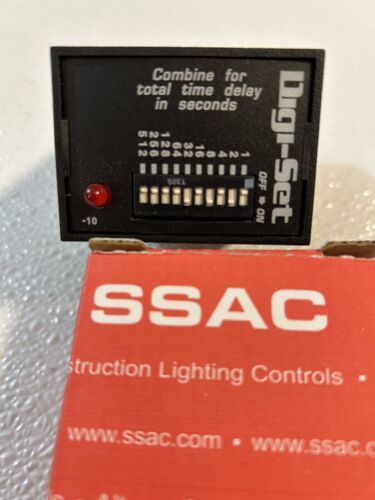 Combine for
total time delay
in seconds
Digi-Set
512
256
128
64
32
16
8
4
2
1
OFF ➩ ON
-10
SSAC
struction Lighting Controls •
www.ssac.com • www.ssac.c